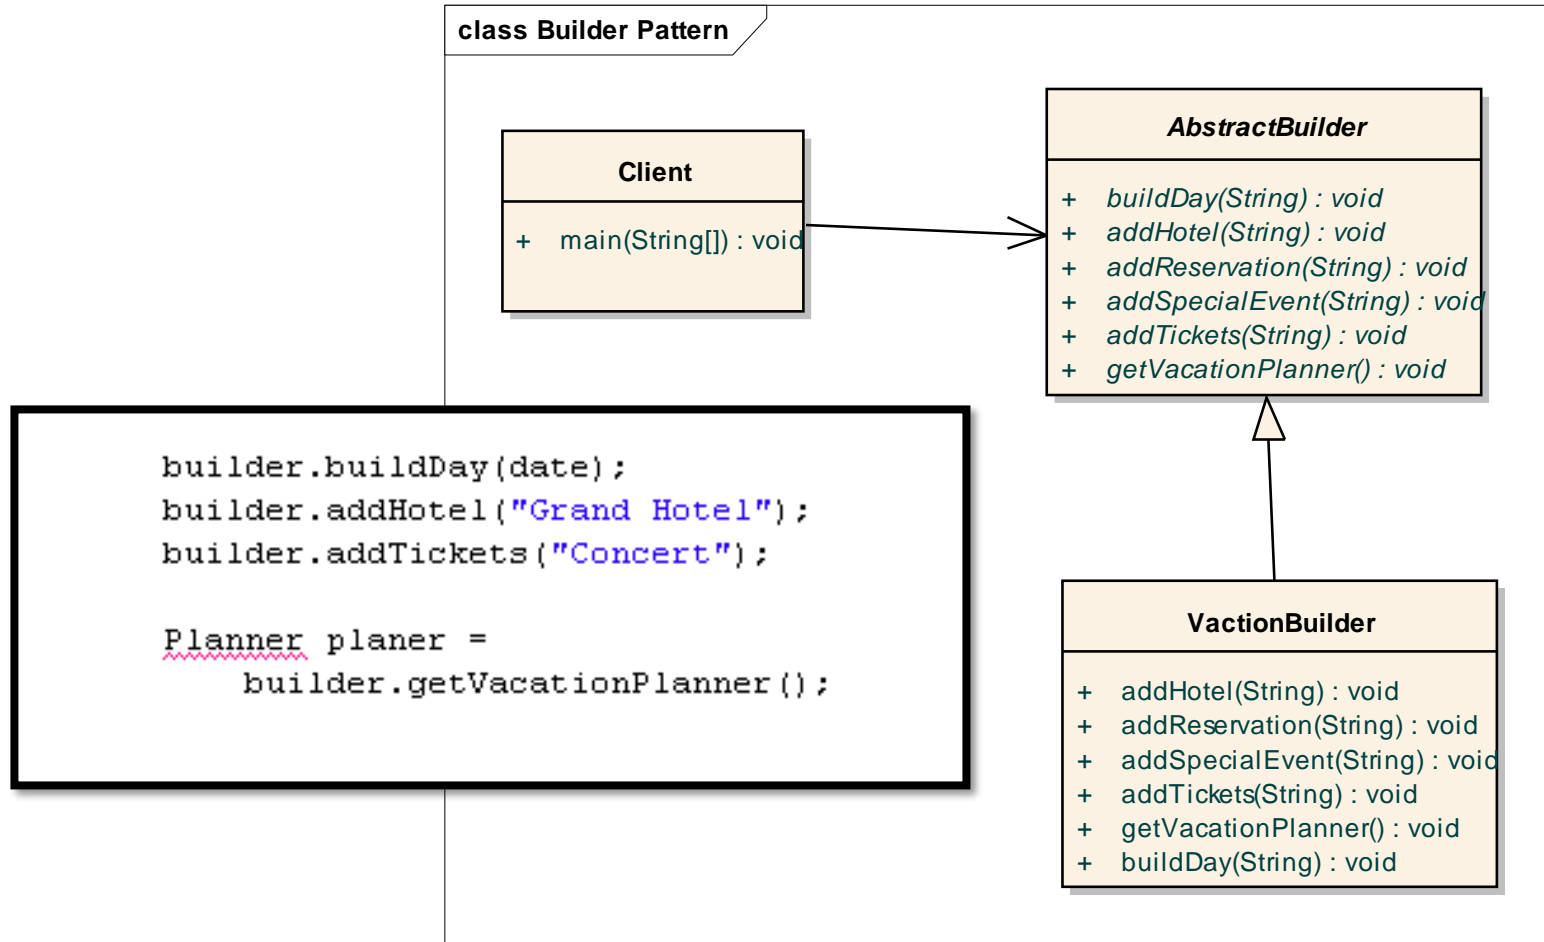 class Builder Pattern
Client
+ main(String[]) : void
AbstractBuilder
+ buildDay(String) : void
+ addHotel(String) : void
+ addReservation(String) : void
+ addSpecialEvent(String) : void
+ addTickets(String) : void
+ getVacationPlanner() : void
builder.buildDay(date);
builder.addHotel("Grand Hotel");
builder.addTickets("Concert");
Planner planer =
builder.getVacationPlanner();
VactionBuilder
+ addHotel(String) : void
+ addReservation(String) : void
+ addSpecialEvent(String) : void
+ addTickets(String) : void
+ getVacationPlanner() : void
+ buildDay(String) : void